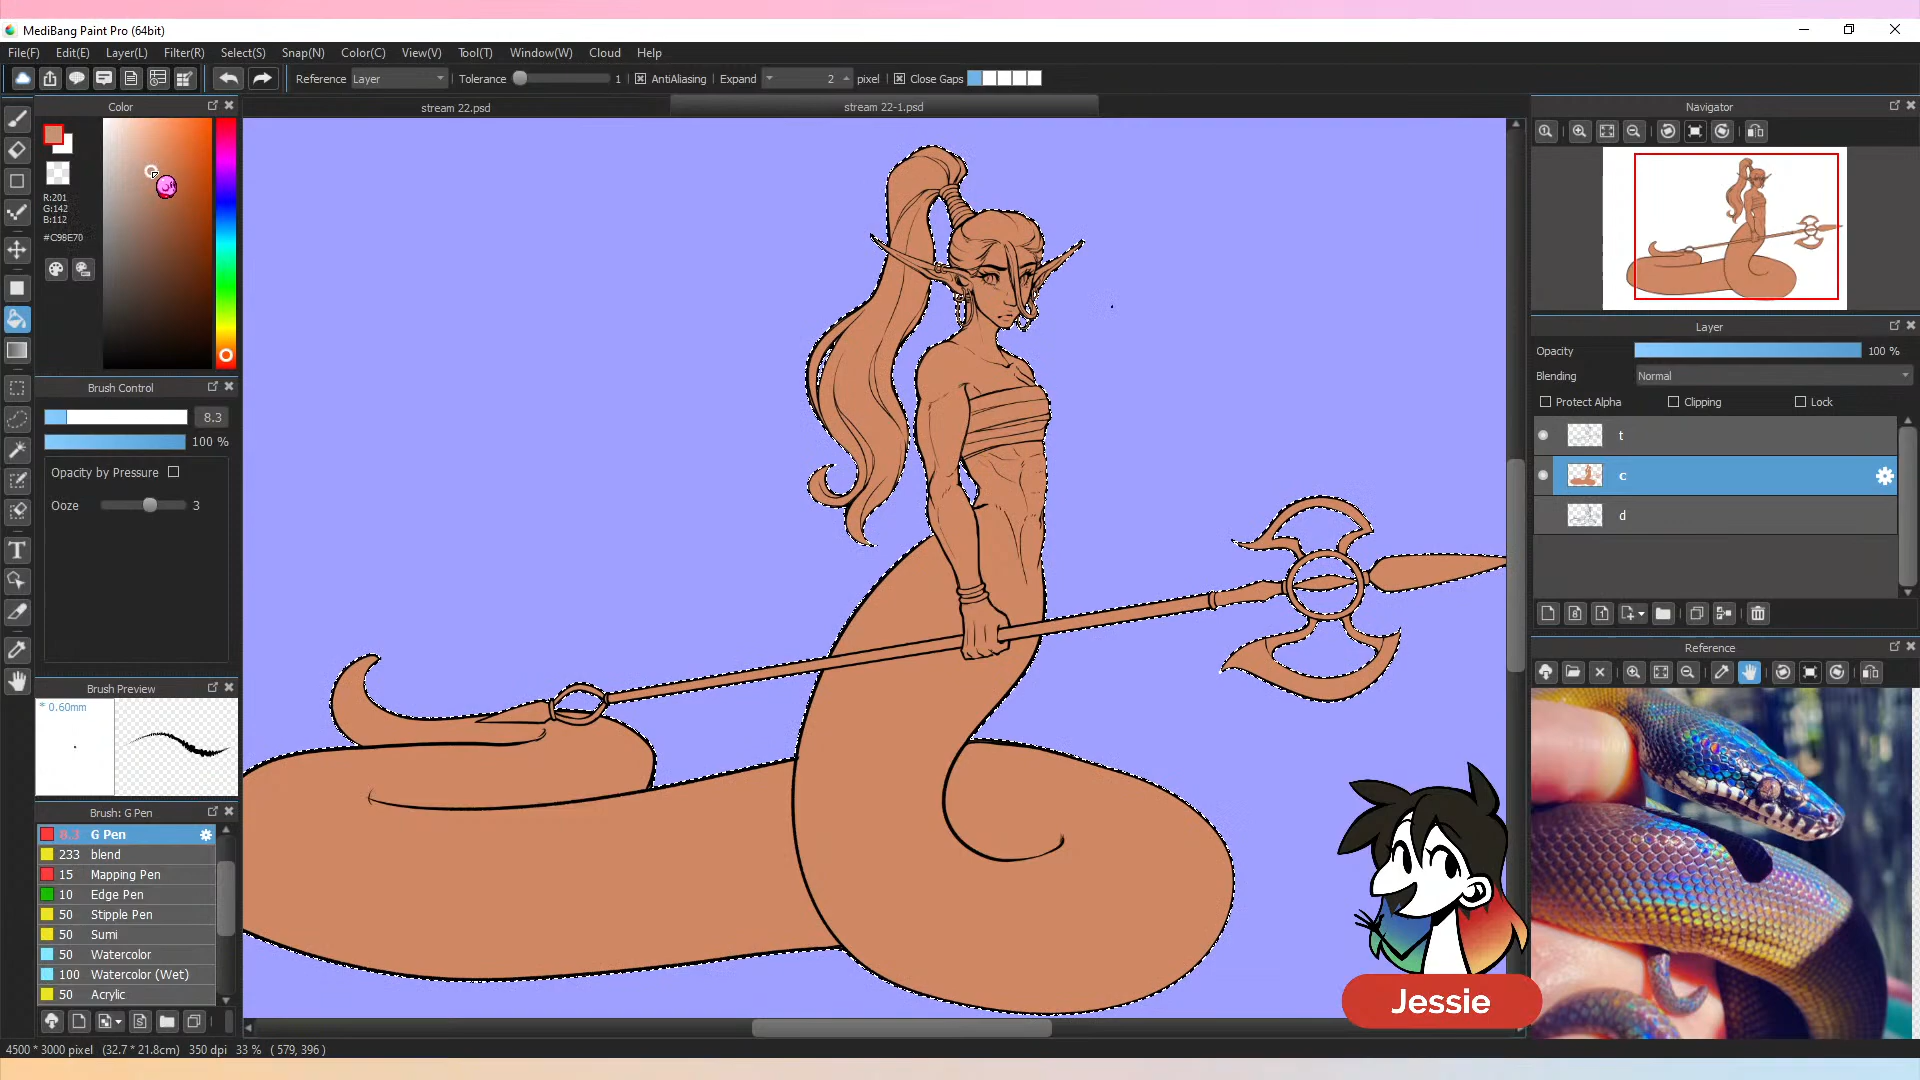 MediBang Paint Pro (64bit)
File(F) Edit(E) Layer(L) Filter(R) Select(S) Snap(N) Color(C) View(V) Tool(T) Window(W) Cloud Help
Reference Layer Tolerance 1 AntiAliasing Expand 2 pixel Close Gaps
Color
stream 22.psd
stream 22-1.psd
Navigator
R:201
G:142
B:112
#C98E70
Layer
Opacity 100 %
Blending Normal
Protect Alpha Clipping Lock
t
c
d
Brush Control
8.3
100 %
Opacity by Pressure
Ooze 3
Reference
Brush Preview
* 0.60mm
Brush: G Pen
8.3 G Pen
233 blend
15 Mapping Pen
10 Edge Pen
50 Stipple Pen
50 Sumi
50 Watercolor
100 Watercolor (Wet)
50 Acrylic
Jessie
4500 * 3000 pixel (32.7 * 21.8cm) 350 dpi 33 % ( 579, 396 )